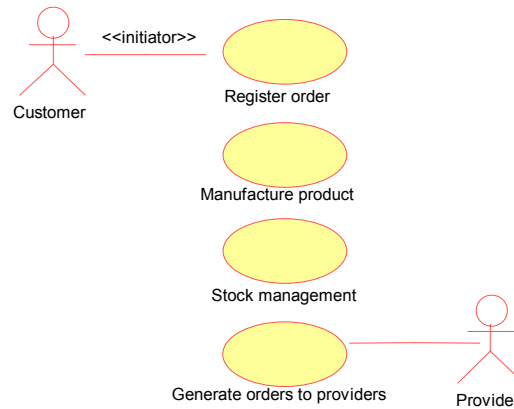 <<initiator>>
Register order
Customer
Manufacture product
Stock management
Generate orders to providers
Provide